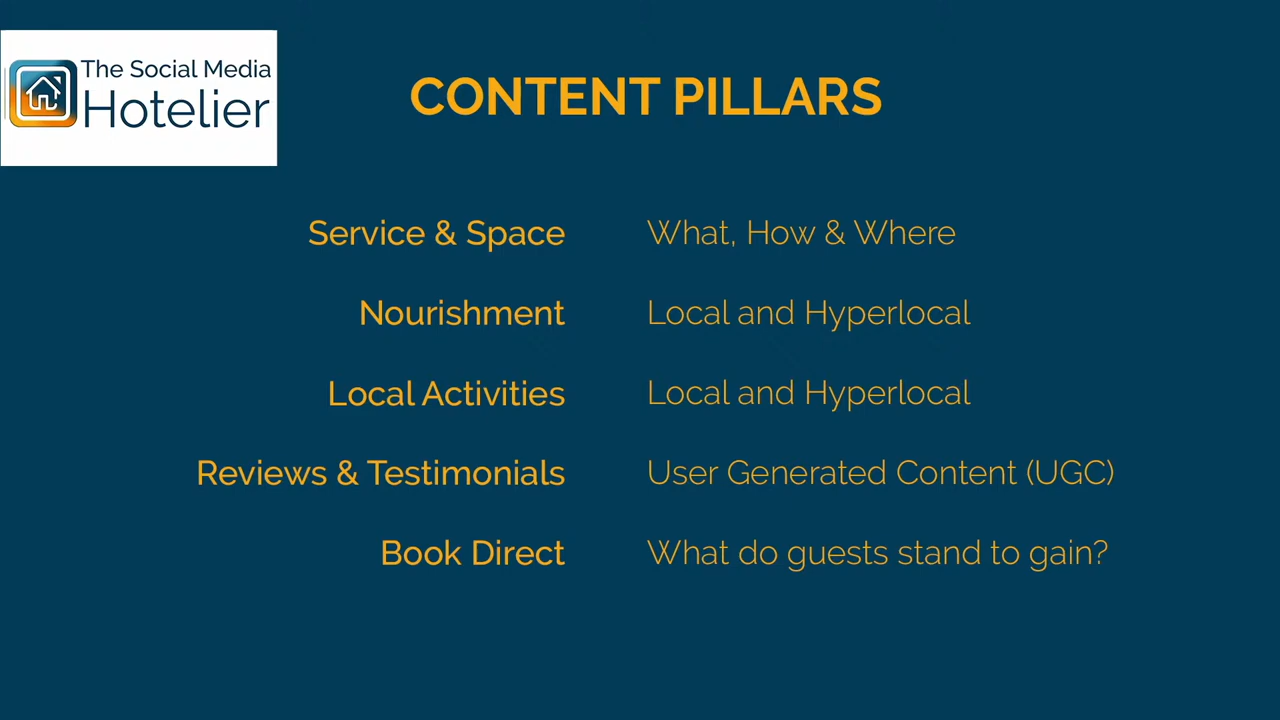 The Social Media
Hotelier
CONTENT PILLARS
Service & Space What, How & Where
Nourishment Local and Hyperlocal
Local Activities Local and Hyperlocal
Reviews & Testimonials User Generated Content (UGC)
Book Direct What do guests stand to gain?